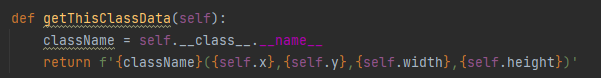 def getThisClassData(self):
className = self.__class__.__name__
return f'{className}({self.x},{self.y},{self.width},{self.height})'